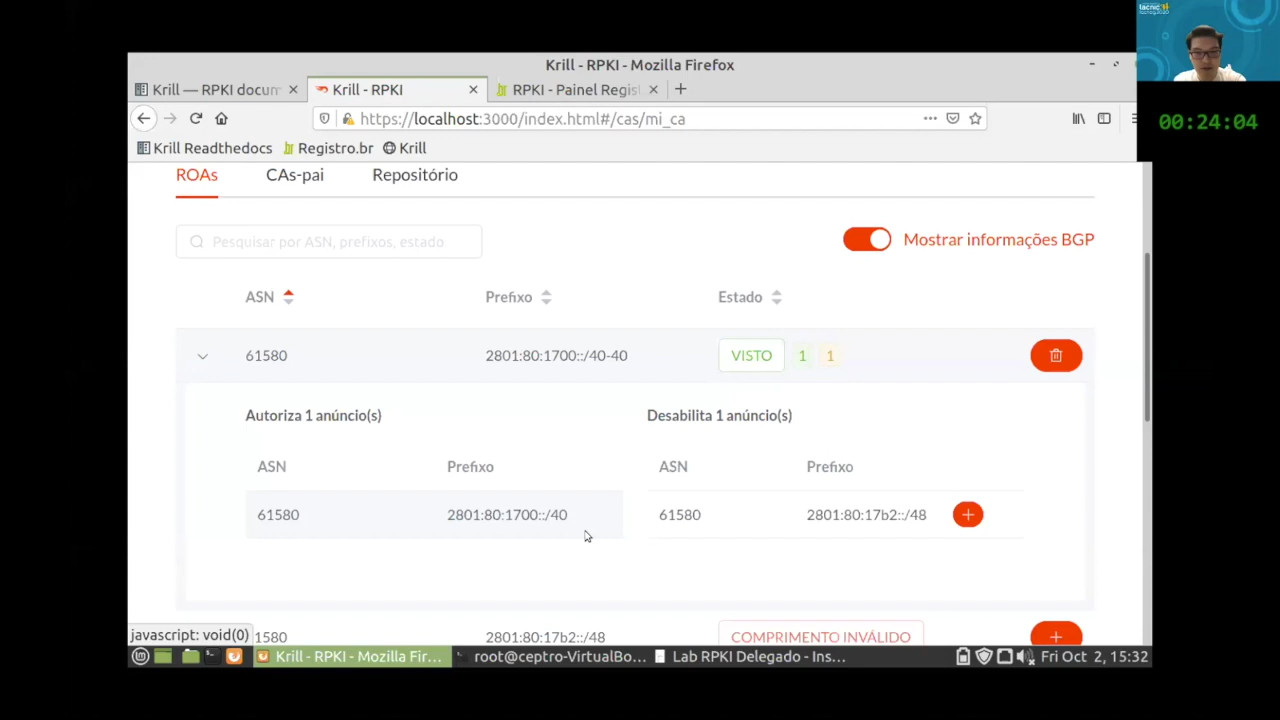 lacnic
Krill - RPKI - Mozilla Firefox
Krill — RPKI docum
Krill - RPKI
RPKI - Painel Regist
https://localhost:3000/index.html#/cas/mi_ca
00:24:04
Krill Readthedocs
Registro.br
Krill
ROAs
CAs-pai
Repositório
Pesquisar por ASN, prefixos, estado
Mostrar informações BGP
ASN Prefixo Estado
61580 2801:80:1700::/40-40 VISTO 1 1
Autoriza 1 anúncio(s)
Desabilita 1 anúncio(s)
ASN Prefixo ASN Prefixo
61580 2801:80:1700::/40 61580 2801:80:17b2::/48 +
javascript: void(0)
1580 2801:80:17b2::/48 COMPRIMENTO INVÁLIDO +
Krill - RPKI - Mozilla Fir...
root@ceptro-VirtualBo...
Lab RPKI Delegado - Ins...
Fri Oct 2, 15:32